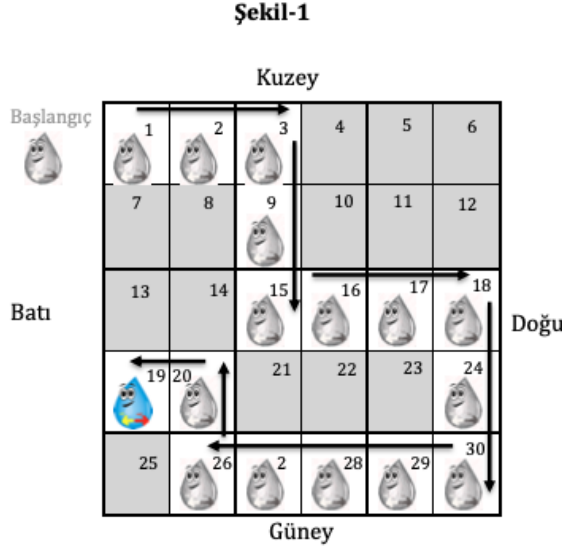 Şekil-1
Kuzey
Başlangıç
1 2 3 4 5 6
7 8 9 10 11 12
Batı
13 14 15 16 17 18
Doğu
19 20 21 22 23 24
25 26 2 28 29 30
Güney